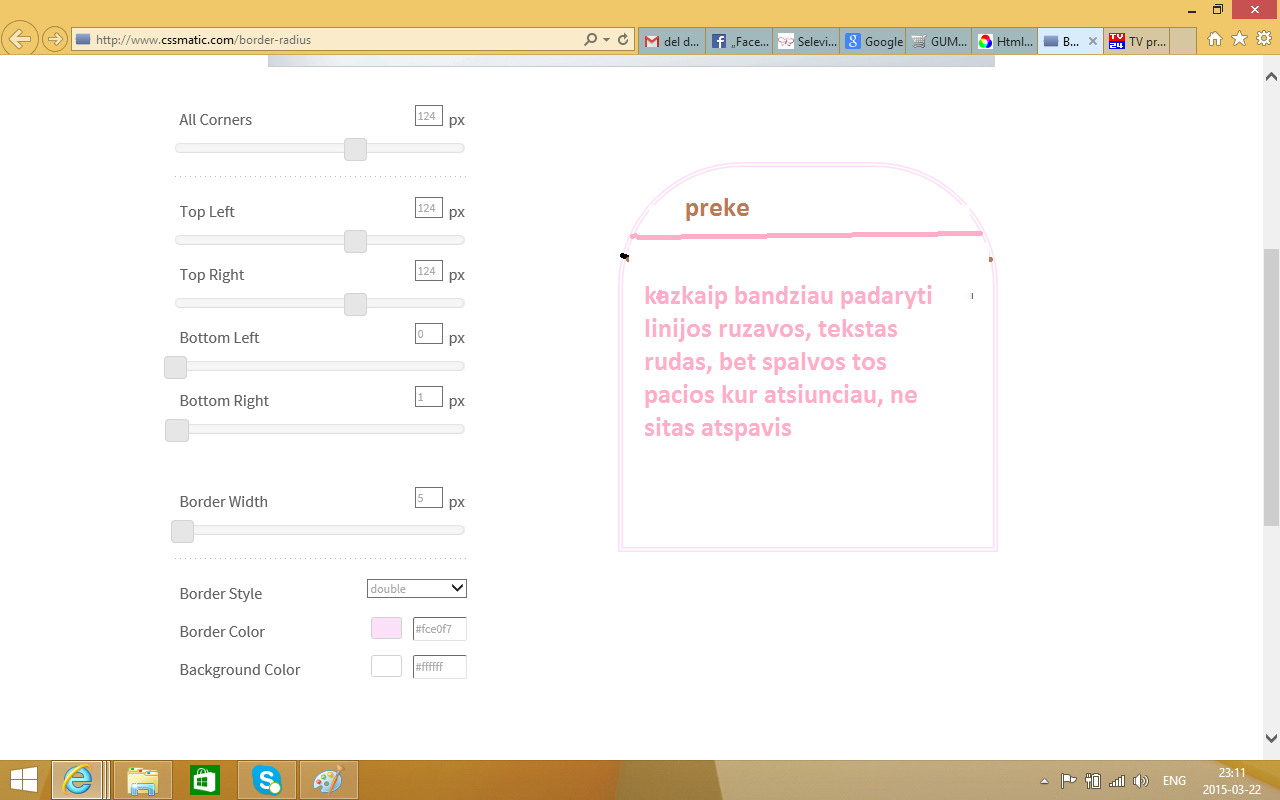 http://www.cssmatic.com/border-radius
del d...
„Face...
Selevi...
Google
GUM...
Html...
B...
TV pr...
All Corners 124 px
Top Left 124 px
Top Right 124 px
Bottom Left 0 px
Bottom Right 1 px
Border Width 5 px
Border Style double
Border Color #fce0f7
Background Color #ffffff
preke
kazkaip bandziau padaryti
linijos ruzavos, tekstas
rudas, bet spalvos tos
pacios kur atsiunciau, ne
sitas atspavis
ENG
23:11
2015-03-22